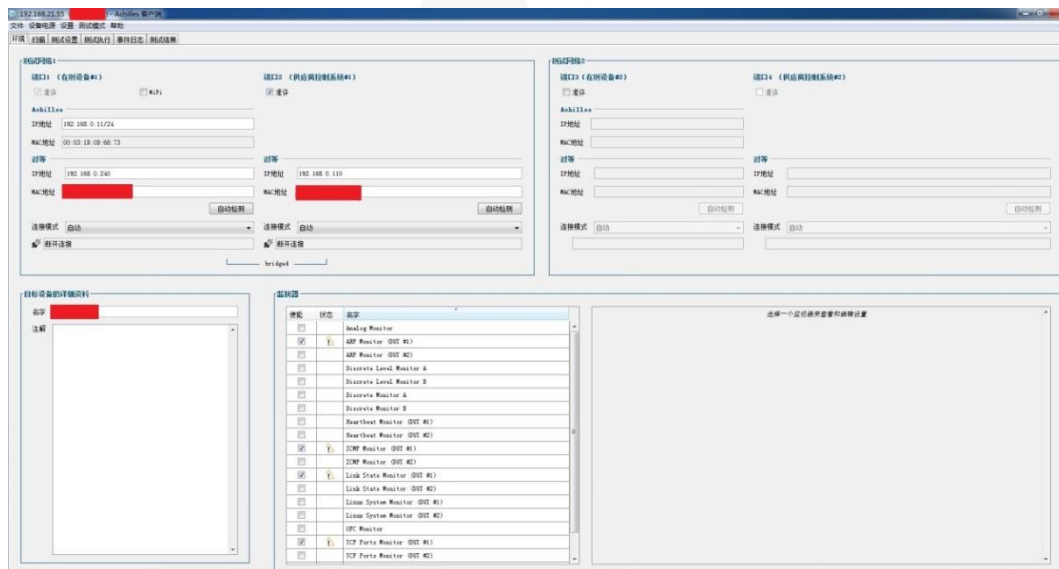 192.168.21.55 ( ) - Achilles 客户端
文件 设备电源 设置 测试模式 帮助
环境 扫描 测试设置 测试执行 事件日志 测试结果
测试网络1
端口1 (在测设备#1)
端口2 (供应商控制系统#1)
准许
WiFi
准许
Achilles
IP地址 192.168.0.11/24
MAC地址
对等
对等
IP地址 192.168.0.240
IP地址 192.168.0.110
MAC地址
MAC地址
自动检测
自动检测
连接模式 自动
连接模式 自动
断开连接
断开连接
bridged
测试网络2
端口3 (在测设备#2)
端口4 (供应商控制系统#2)
准许
准许
Achilles
IP地址
MAC地址
对等
对等
IP地址
IP地址
MAC地址
MAC地址
自动检测
自动检测
连接模式 自动
连接模式 自动
目标设备的详细资料
名字
注解
监视器
使能 状态 名字
Analog Monitor
ARP Monitor (DUT #1)
ARP Monitor (DUT #2)
Discrete Level Monitor A
Discrete Level Monitor B
Discrete Monitor A
Discrete Monitor B
Heartbeat Monitor (DUT #1)
Heartbeat Monitor (DUT #2)
ICMP Monitor (DUT #1)
ICMP Monitor (DUT #2)
Link State Monitor (DUT #1)
Link State Monitor (DUT #2)
Linux System Monitor (DUT #1)
Linux System Monitor (DUT #2)
OPC Monitor
TCP Ports Monitor (DUT #1)
TCP Ports Monitor (DUT #2)
选择一个监视器来查看和编辑设置